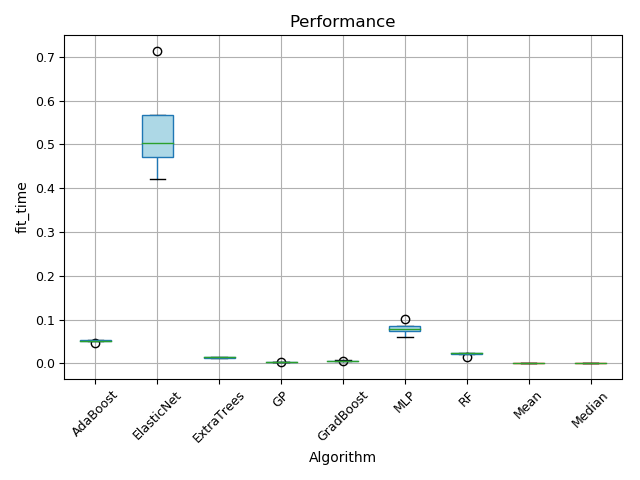 Performance
0.7
0.6
0.5
0.4
0.3
0.2
0.1
0.0
fit_time
AdaBoost
ElasticNet
ExtraTrees
GP
GradBoost
MLP
RF
Mean
Median
Algorithm